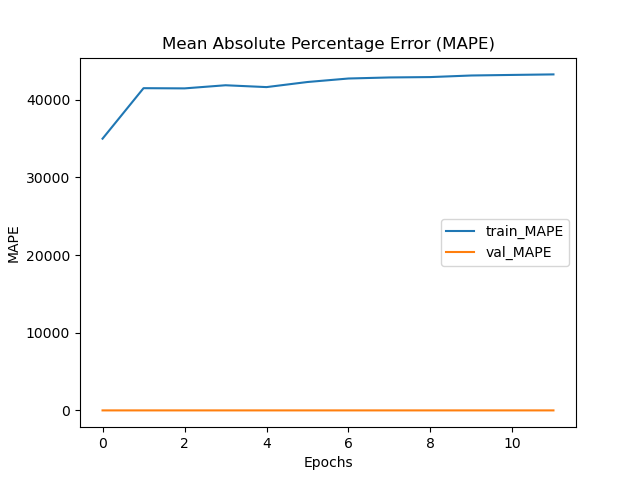 Mean Absolute Percentage Error (MAPE)
40000
30000
20000
10000
0
MAPE
train_MAPE
val_MAPE
0 2 4 6 8 10
Epochs